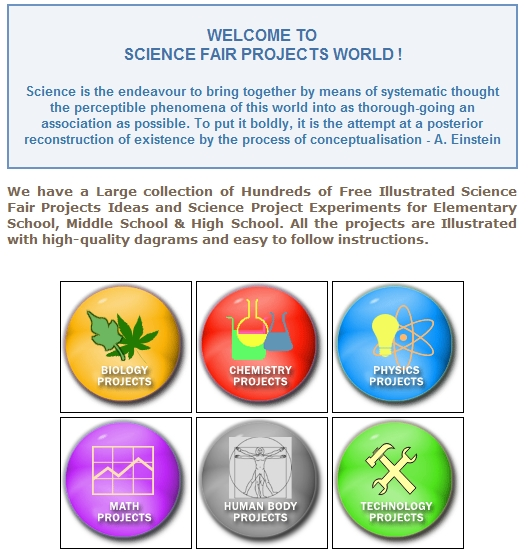 WELCOME TO
SCIENCE FAIR PROJECTS WORLD !
Science is the endeavour to bring together by means of systematic thought
the perceptible phenomena of this world into as thorough-going an
association as possible. To put it boldly, it is the attempt at a posterior
reconstruction of existence by the process of conceptualisation - A. Einstein
We have a Large collection of Hundreds of Free Illustrated Science
Fair Projects Ideas and Science Project Experiments for Elementary
School, Middle School & High School. All the projects are Illustrated
with high-quality dagrams and easy to follow instructions.
BIOLOGY
PROJECTS
CHEMISTRY
PROJECTS
PHYSICS
PROJECTS
MATH
PROJECTS
HUMAN BODY
PROJECTS
TECHNOLOGY
PROJECTS